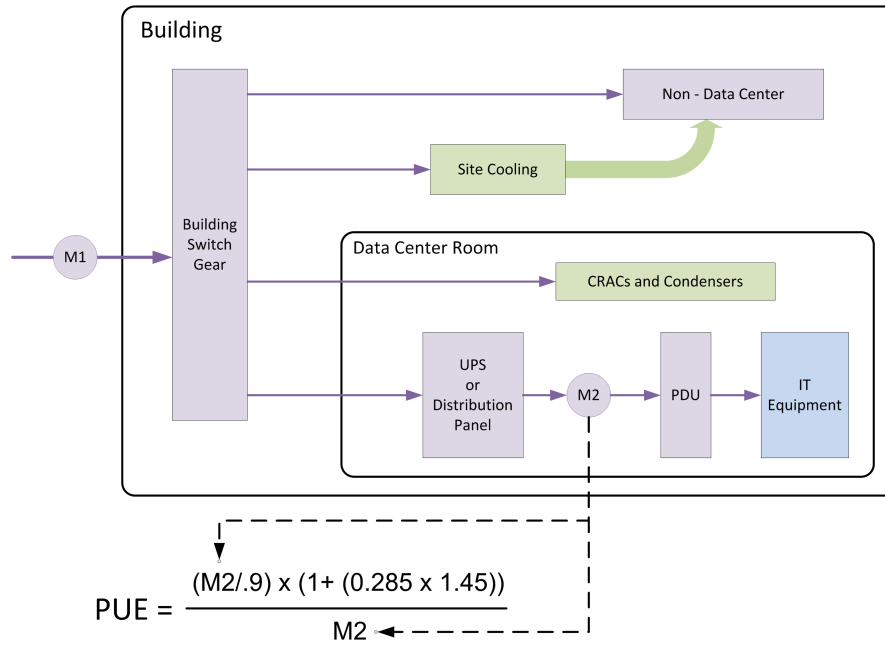 Building
Non - Data Center
Site Cooling
Building
Switch
Gear
M1
Data Center Room
CRACs and Condensers
UPS
or
Distribution
Panel
M2
PDU
IT
Equipment
PUE = (M2/.9) x (1+ (0.285 x 1.45))
M2